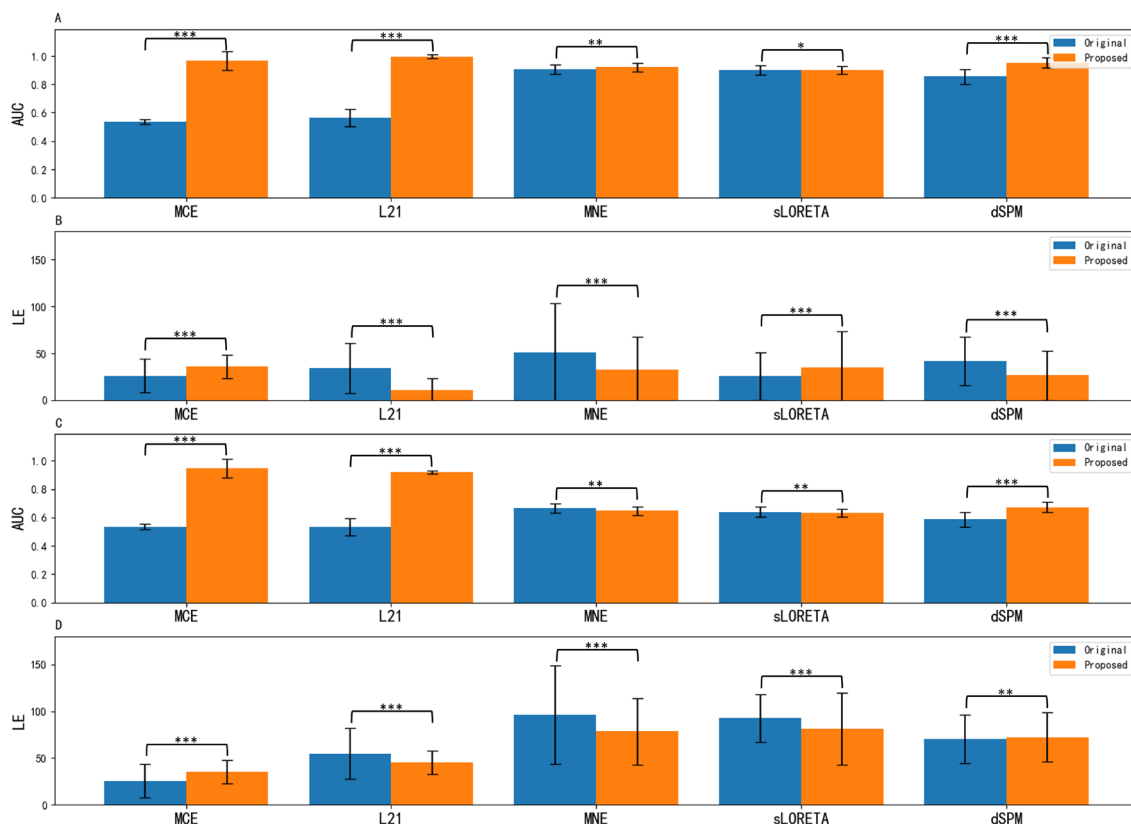 A
*** *** ** * ***
Original
Proposed
1.0
0.8
0.6
0.4
0.2
0.0
AUC
MCE L21 MNE sLORETA dSPM
B
Original
Proposed
150
100
50
0
LE
*** *** *** *** ***
MCE L21 MNE sLORETA dSPM
C
*** *** ** ** ***
Original
Proposed
1.0
0.8
0.6
0.4
0.2
0.0
AUC
MCE L21 MNE sLORETA dSPM
D
*** *** *** *** **
Original
Proposed
150
100
50
0
LE
MCE L21 MNE sLORETA dSPM